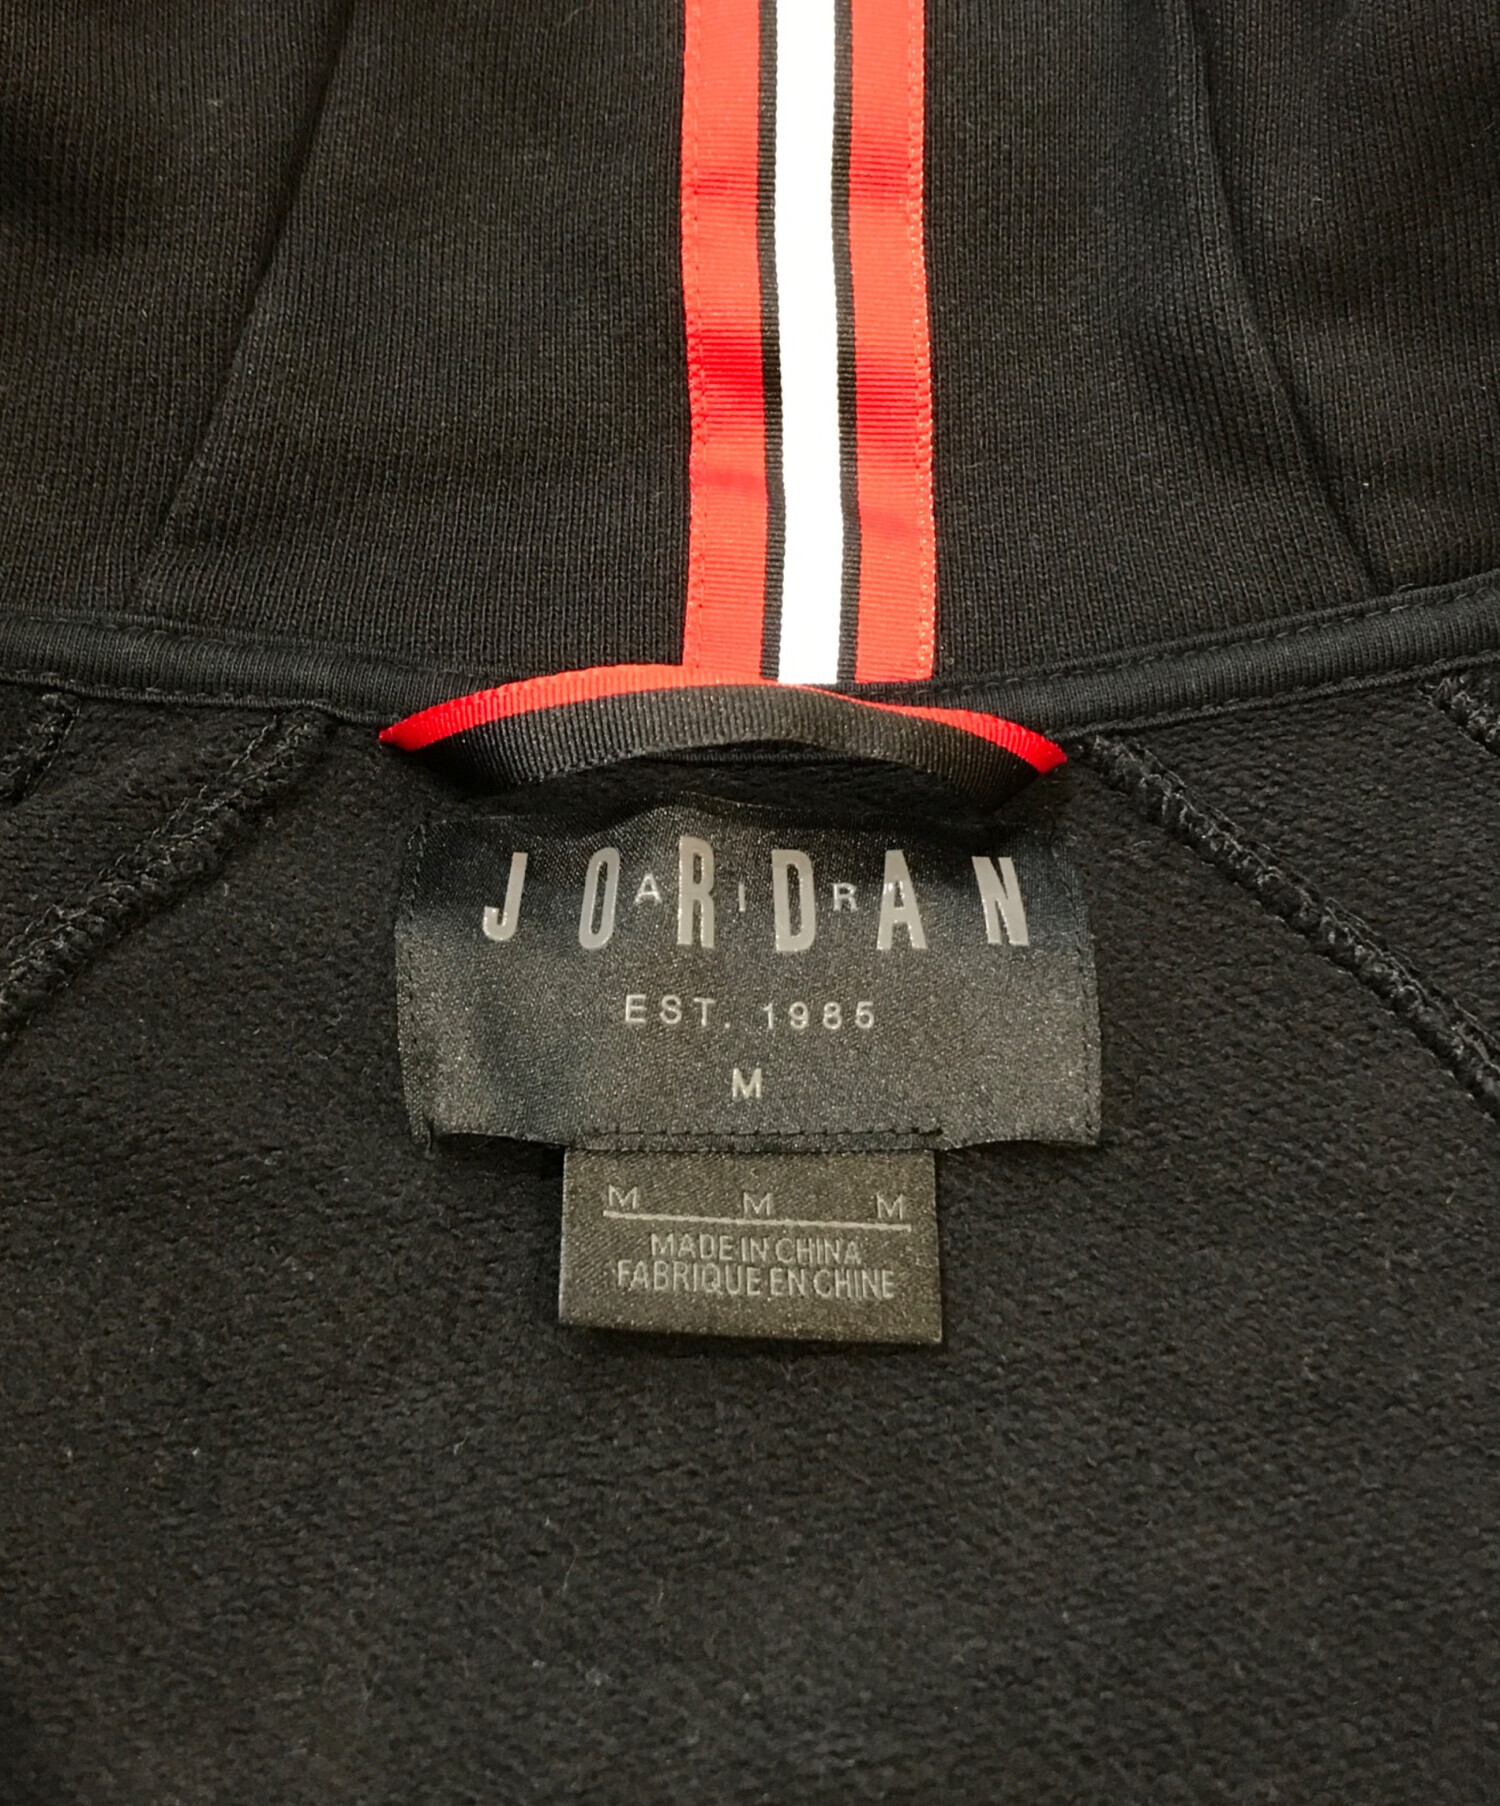 JORDAN
AIR
EST. 1985
M
M M M
MADE IN CHINA
FABRIQUE EN CHINE